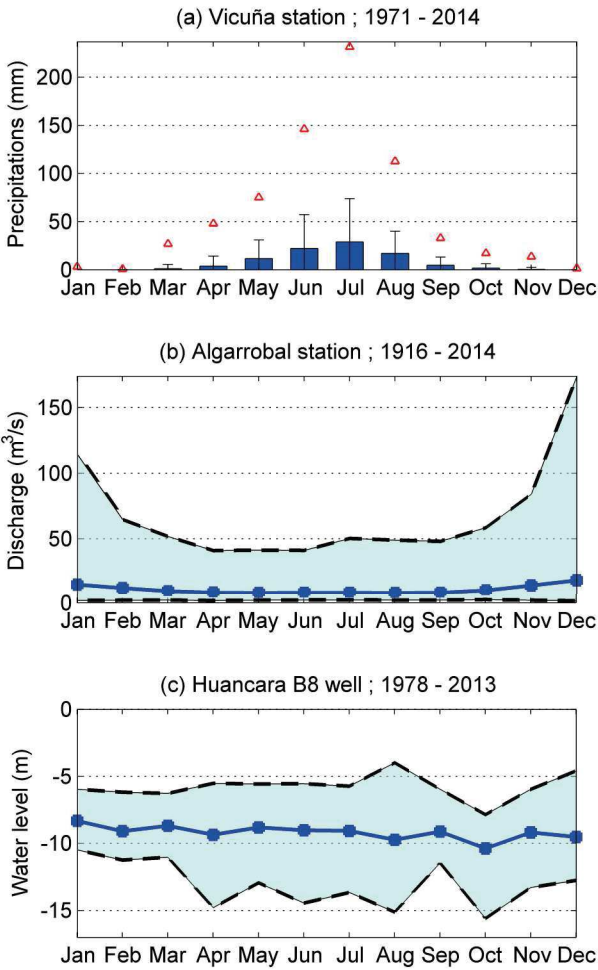 (a) Vicuña station ; 1971 - 2014
Precipitations (mm)
200
150
100
50
0
Jan Feb Mar Apr May Jun Jul Aug Sep Oct Nov Dec
(b) Algarrobal station ; 1916 - 2014
Discharge (m³/s)
150
100
50
0
Jan Feb Mar Apr May Jun Jul Aug Sep Oct Nov Dec
(c) Huancara B8 well ; 1978 - 2013
Water level (m)
0
-5
-10
-15
Jan Feb Mar Apr May Jun Jul Aug Sep Oct Nov Dec